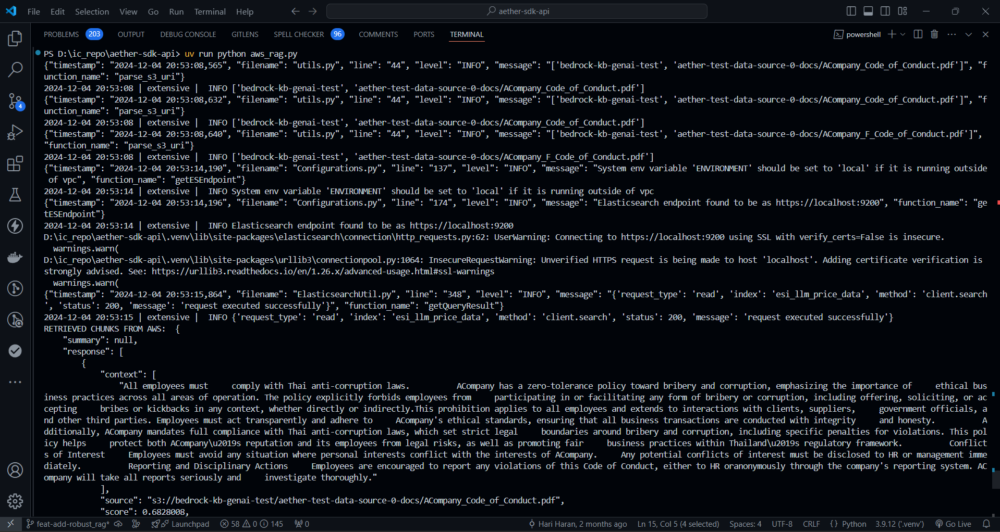 File Edit Selection View Go Run Terminal Help aether-sdk-api
PROBLEMS 203 OUTPUT DEBUG CONSOLE GITLENS SPELL CHECKER 96 COMMENTS PORTS TERMINAL powershell
PS D:\ic_repo\aether-sdk-api> uv run python aws_rag.py
{"timestamp": "2024-12-04 20:53:08,565", "filename": "utils.py", "line": "44", "level": "INFO", "message": "['bedrock-kb-genai-test', 'aether-test-data-source-0-docs/ACompany_Code_of_Conduct.pdf']", "f
unction_name": "parse_s3_uri"}
2024-12-04 20:53:08 | extensive |  INFO ['bedrock-kb-genai-test', 'aether-test-data-source-0-docs/ACompany_Code_of_Conduct.pdf']
{"timestamp": "2024-12-04 20:53:08,632", "filename": "utils.py", "line": "44", "level": "INFO", "message": "['bedrock-kb-genai-test', 'aether-test-data-source-0-docs/ACompany_Code_of_Conduct.pdf']", "f
unction_name": "parse_s3_uri"}
2024-12-04 20:53:08 | extensive |  INFO ['bedrock-kb-genai-test', 'aether-test-data-source-0-docs/ACompany_Code_of_Conduct.pdf']
{"timestamp": "2024-12-04 20:53:08,640", "filename": "utils.py", "line": "44", "level": "INFO", "message": "['bedrock-kb-genai-test', 'aether-test-data-source-0-docs/ACompany_F_Code_of_Conduct.pdf']",
"function_name": "parse_s3_uri"}
2024-12-04 20:53:08 | extensive |  INFO ['bedrock-kb-genai-test', 'aether-test-data-source-0-docs/ACompany_F_Code_of_Conduct.pdf']
{"timestamp": "2024-12-04 20:53:14,190", "filename": "Configurations.py", "line": "137", "level": "INFO", "message": "System env variable 'ENVIRONMENT' should be set to 'local' if it is running outside
 of vpc", "function_name": "getESEndpoint"}
2024-12-04 20:53:14 | extensive |  INFO System env variable 'ENVIRONMENT' should be set to 'local' if it is running outside of vpc
{"timestamp": "2024-12-04 20:53:14,196", "filename": "Configurations.py", "line": "174", "level": "INFO", "message": "Elasticsearch endpoint found to be as https://localhost:9200", "function_name": "ge
tESEndpoint"}
2024-12-04 20:53:14 | extensive |  INFO Elasticsearch endpoint found to be as https://localhost:9200
D:\ic_repo\aether-sdk-api\.venv\lib\site-packages\elasticsearch\connection\http_requests.py:62: UserWarning: Connecting to https://localhost:9200 using SSL with verify_certs=False is insecure.
  warnings.warn(
D:\ic_repo\aether-sdk-api\.venv\lib\site-packages\urllib3\connectionpool.py:1064: InsecureRequestWarning: Unverified HTTPS request is being made to host 'localhost'. Adding certificate verification is
strongly advised. See: https://urllib3.readthedocs.io/en/1.26.x/advanced-usage.html#ssl-warnings
  warnings.warn(
{"timestamp": "2024-12-04 20:53:15,864", "filename": "ElasticsearchUtil.py", "line": "348", "level": "INFO", "message": "{'request_type': 'read', 'index': 'esi_llm_price_data', 'method': 'client.search
', 'status': 200, 'message': 'request executed successfully'}", "function_name": "getQueryResult"}
2024-12-04 20:53:15 | extensive |  INFO {'request_type': 'read', 'index': 'esi_llm_price_data', 'method': 'client.search', 'status': 200, 'message': 'request executed successfully'}
RETRIEVED CHUNKS FROM AWS:  {
    "summary": null,
    "response": [
        {
            "context": [
                "All employees must     comply with Thai anti-corruption laws.          ACompany has a zero-tolerance policy toward bribery and corruption, emphasizing the importance of     ethical bus
iness practices across all areas of operation. The policy explicitly forbids employees from     participating in or facilitating any form of bribery or corruption, including offering, soliciting, or ac
cepting     bribes or kickbacks in any context, whether directly or indirectly.This prohibition applies to all employees and extends to interactions with clients, suppliers,     government officials, a
nd other third parties. Employees must act transparently and adhere to     ACompany's ethical standards, ensuring that all business transactions are conducted with integrity     and honesty.          A
dditionally, ACompany mandates full compliance with Thai anti-corruption laws, which set strict legal     boundaries around bribery and corruption, including specific penalties for violations. This pol
icy helps     protect both ACompany\u2019s reputation and its employees from legal risks, as well as promoting fair     business practices within Thailand\u2019s regulatory framework.          Conflict
s of Interest     Employees must avoid any situation where personal interests conflict with the interests of ACompany.     Any potential conflicts of interest must be disclosed to HR or management imme
diately.          Reporting and Disciplinary Actions     Employees are encouraged to report any violations of this Code of Conduct, either to HR oranonymously through the company's reporting system. AC
ompany will take all reports seriously and     investigate thoroughly."
            ],
            "source": "s3://bedrock-kb-genai-test/aether-test-data-source-0-docs/ACompany_Code_of_Conduct.pdf",
            "score": 0.6828008,
4
feat-add-robust_rag* Launchpad 58 0 145 0 Hari Haran, 2 months ago Ln 15, Col 5 (4 selected) Spaces: 4 UTF-8 CRLF {} Python 3.9.12 ('.venv') Go Live